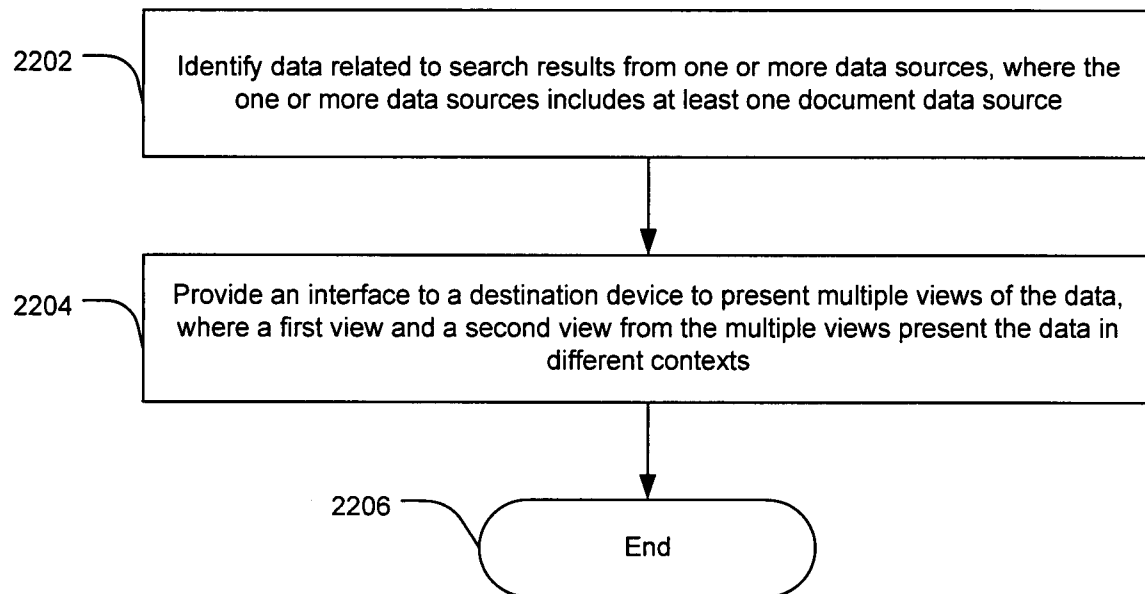 2202
Identify data related to search results from one or more data sources, where the
one or more data sources includes at least one document data source
2204
Provide an interface to a destination device to present multiple views of the data,
where a first view and a second view from the multiple views present the data in
different contexts
2206
End